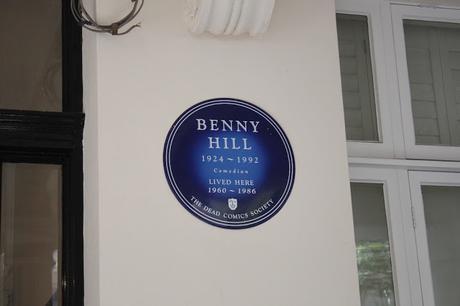 BENNY
HILL
1924 ~ 1992
Comedian
LIVED HERE
1960 ~ 1986
THE DEAD COMICS SOCIETY